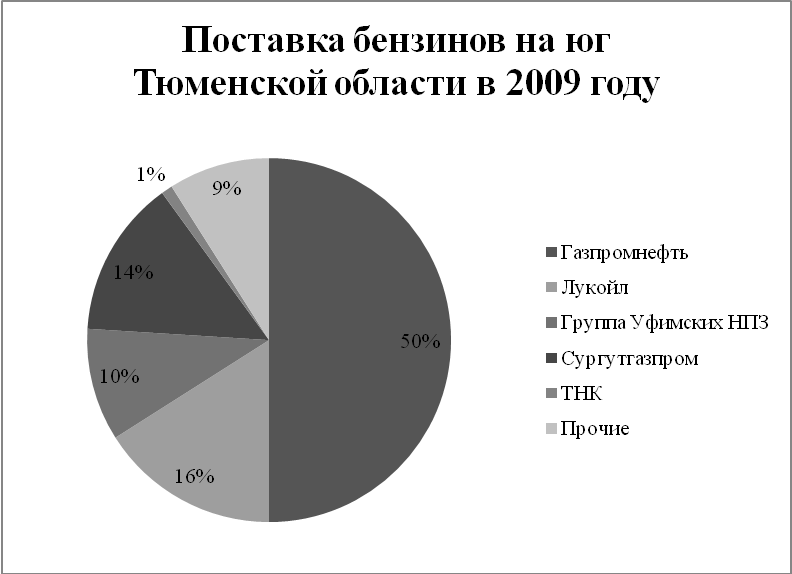 Поставка бензинов на юг
Тюменской области в 2009 году
1%
9%
14%
50%
10%
16%
Газпромнефть
Лукойл
Группа Уфимских НПЗ
Сургутгазпром
ТНК
Прочие